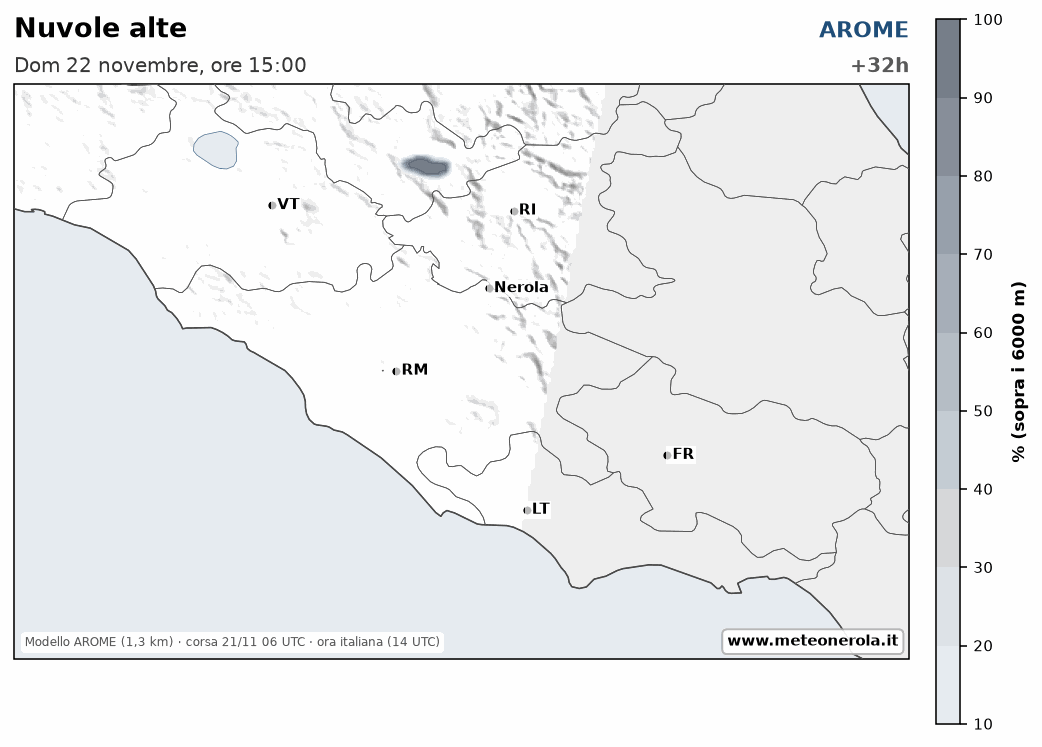 Nuvole alte
AROME
Dom 22 novembre, ore 15:00
+32h
100
90
80
70
60
50
40
30
20
10
% (sopra i 6000 m)
VT
RI
Nerola
RM
FR
LT
Modello AROME (1,3 km) · corsa 21/11 06 UTC · ora italiana (14 UTC)
www.meteonerola.it